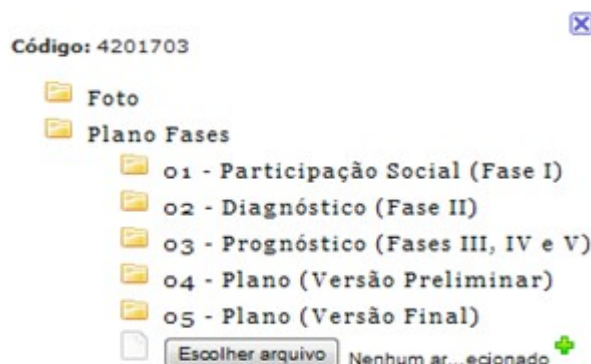 Código: 4201703
Foto
Plano Fases
01 - Participação Social (Fase I)
02 - Diagnóstico (Fase II)
03 - Prognóstico (Fases III, IV e V)
04 - Plano (Versão Preliminar)
05 - Plano (Versão Final)
Escolher arquivo Nenhum ar...ecionado